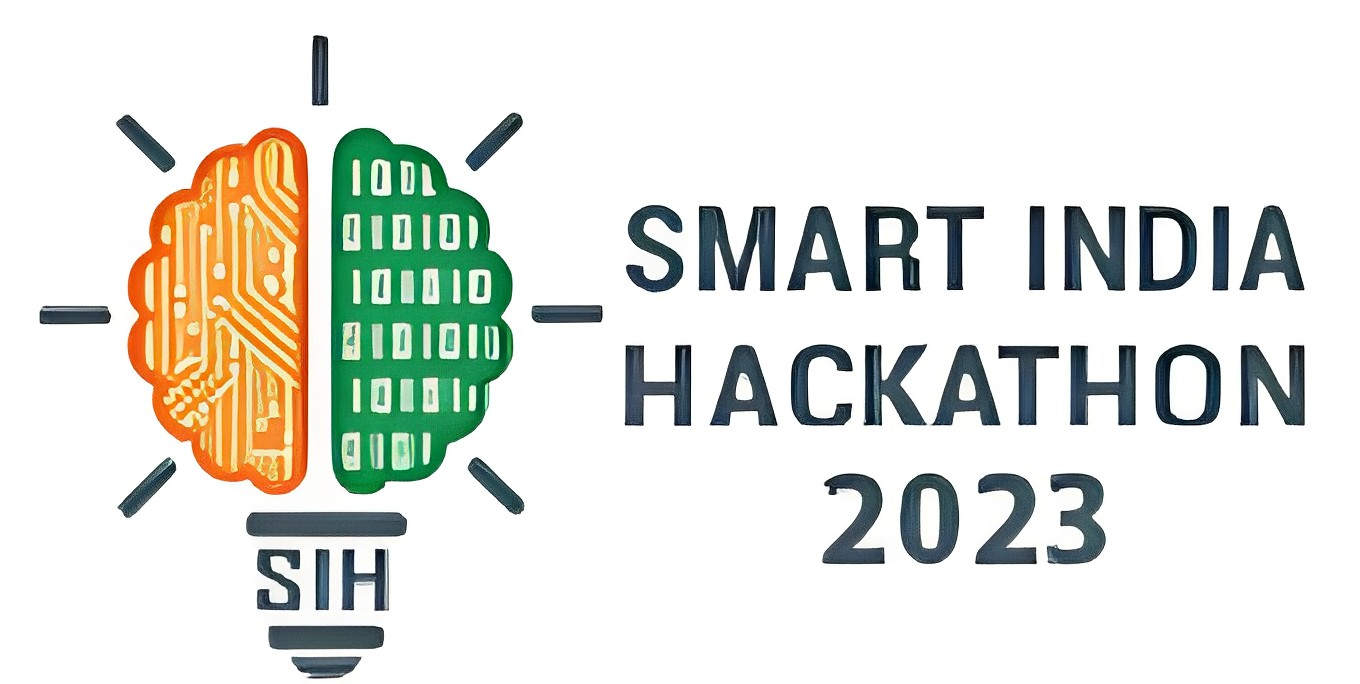 SMART INDIA
HACKATHON
2023
SIH